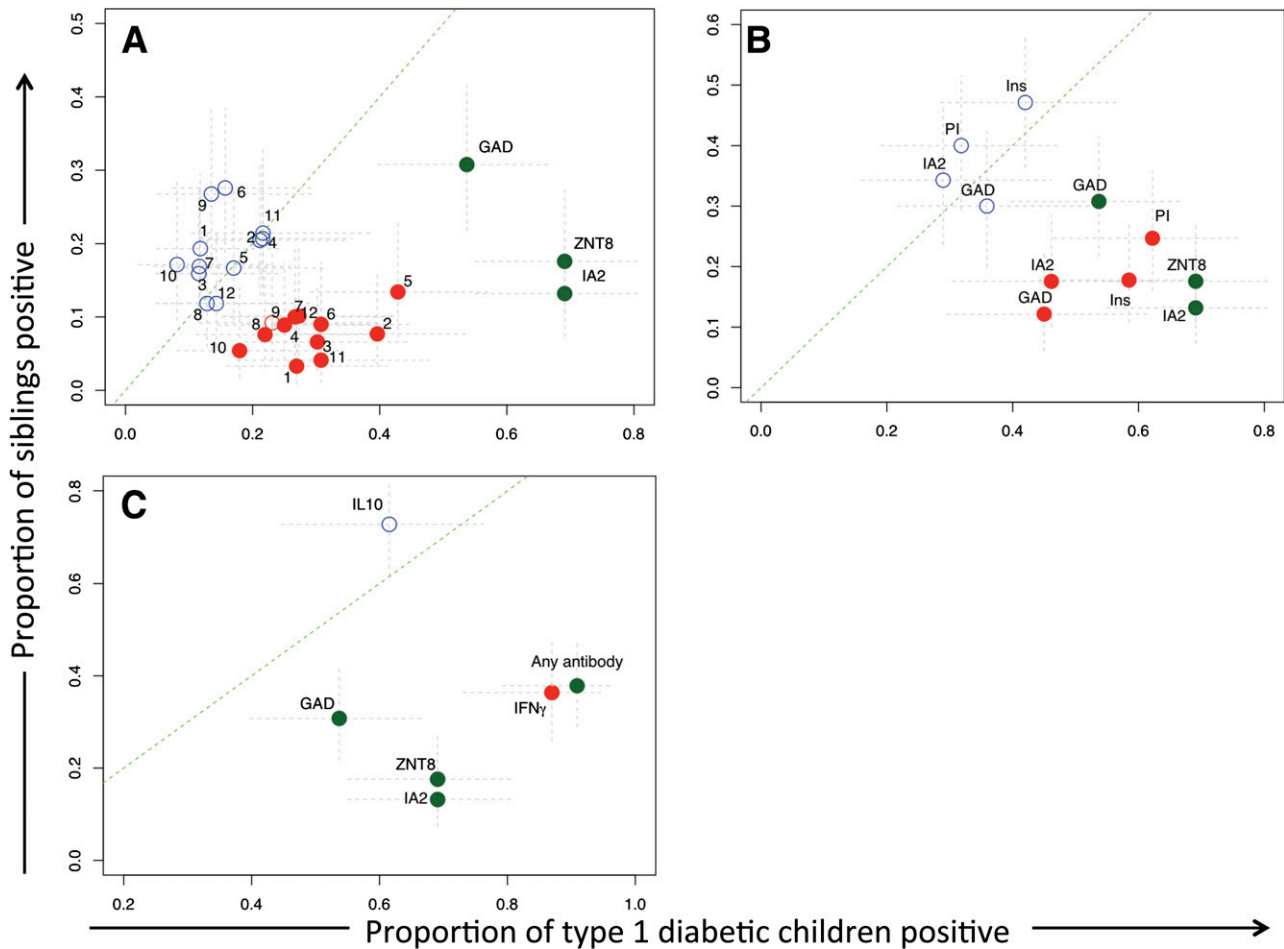 A
0.5
0.4
0.3
0.2
0.1
0.0
0.0
0.2
0.4
0.6
0.8
GAD
ZNT8
IA2
9
6
1
11
2
4
10
7
5
3
8
12
5
9
7
12
6
2
8
4
3
10
11
1
B
0.6
0.5
0.4
0.3
0.2
0.1
0.0
0.0
0.2
0.4
0.6
0.8
Ins
PI
IA2
GAD
GAD
PI
IA2
ZNT8
GAD
Ins
IA2
C
0.8
0.6
0.4
0.2
0.0
0.2
0.4
0.6
0.8
1.0
IL10
Any antibody
GAD
IFNγ
ZNT8
IA2
Proportion of siblings positive
Proportion of type 1 diabetic children positive